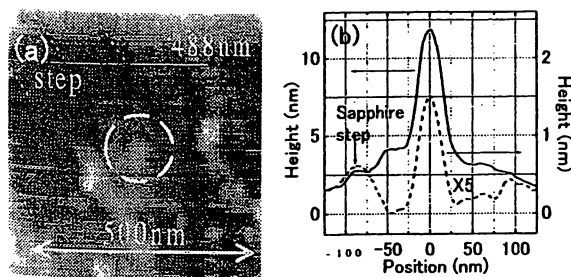 (a)
488nm
step
500nm
(b)
10
5
0
Height (nm)
Sapphire
step
X5
2
1
0
Height (nm)
-100
-50
0
50
100
Position (nm)